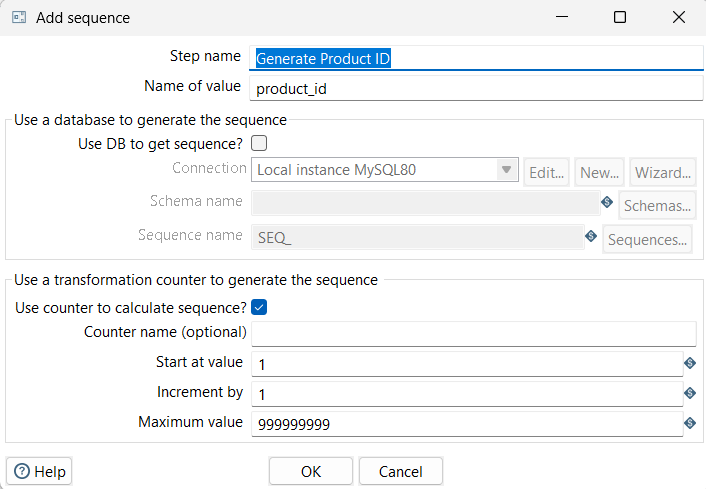 Add sequence
Step name Generate Product ID
Name of value product_id
Use a database to generate the sequence
Use DB to get sequence?
Connection Local instance MySQL80 Edit... New... Wizard...
Schema name Schemas...
Sequence name SEQ_ Sequences...
Use a transformation counter to generate the sequence
Use counter to calculate sequence?
Counter name (optional)
Start at value 1
Increment by 1
Maximum value 999999999
Help OK Cancel